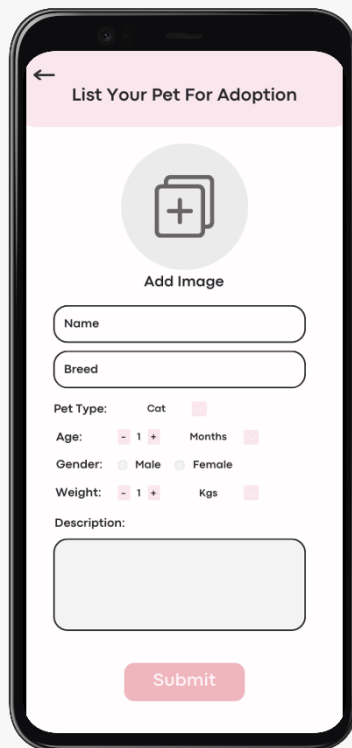 List Your Pet For Adoption
Add Image
Name
Breed
Pet Type: Cat
Age: - 1 + Months
Gender: Male Female
Weight: - 1 + Kgs
Description:
Submit